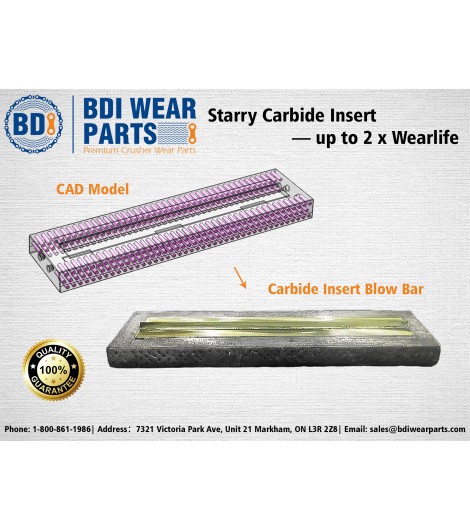 BDI
BDI WEAR
PARTS
Premium Crusher Wear Parts
Starry Carbide Insert
— up to 2 x Wearlife
CAD Model
Carbide Insert Blow Bar
QUALITY
100%
GUARANTEE
Phone: 1-800-861-1986| Address: 7321 Victoria Park Ave, Unit 21 Markham, ON L3R 2Z8| Email: sales@bdiwearparts.com